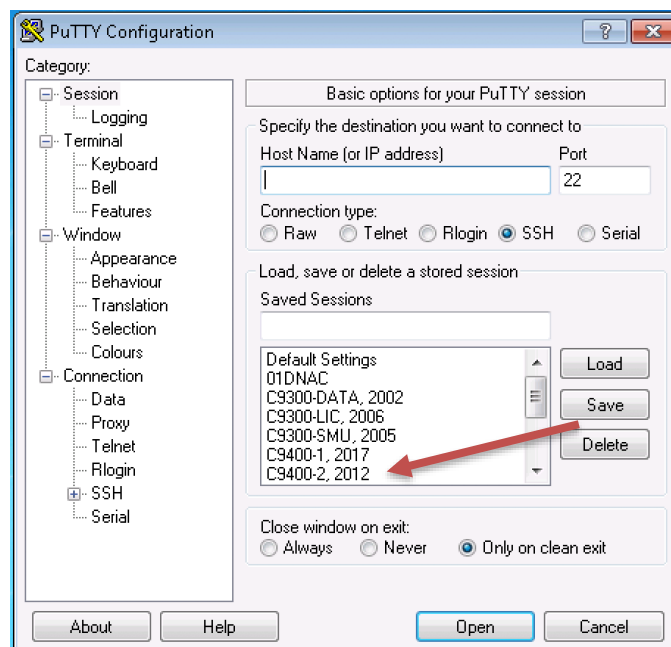 PuTTY Configuration
Category:
Session
Logging
Terminal
Keyboard
Bell
Features
Window
Appearance
Behaviour
Translation
Selection
Colours
Connection
Data
Proxy
Telnet
Rlogin
SSH
Serial
Basic options for your PuTTY session
Specify the destination you want to connect to
Host Name (or IP address) Port
22
Connection type:
Raw Telnet Rlogin SSH Serial
Load, save or delete a stored session
Saved Sessions
Default Settings
01DNAC
C9300-DATA, 2002
C9300-LIC, 2006
C9300-SMU, 2005
C9400-1, 2017
C9400-2, 2012
Load
Save
Delete
Close window on exit:
Always Never Only on clean exit
About Help Open Cancel